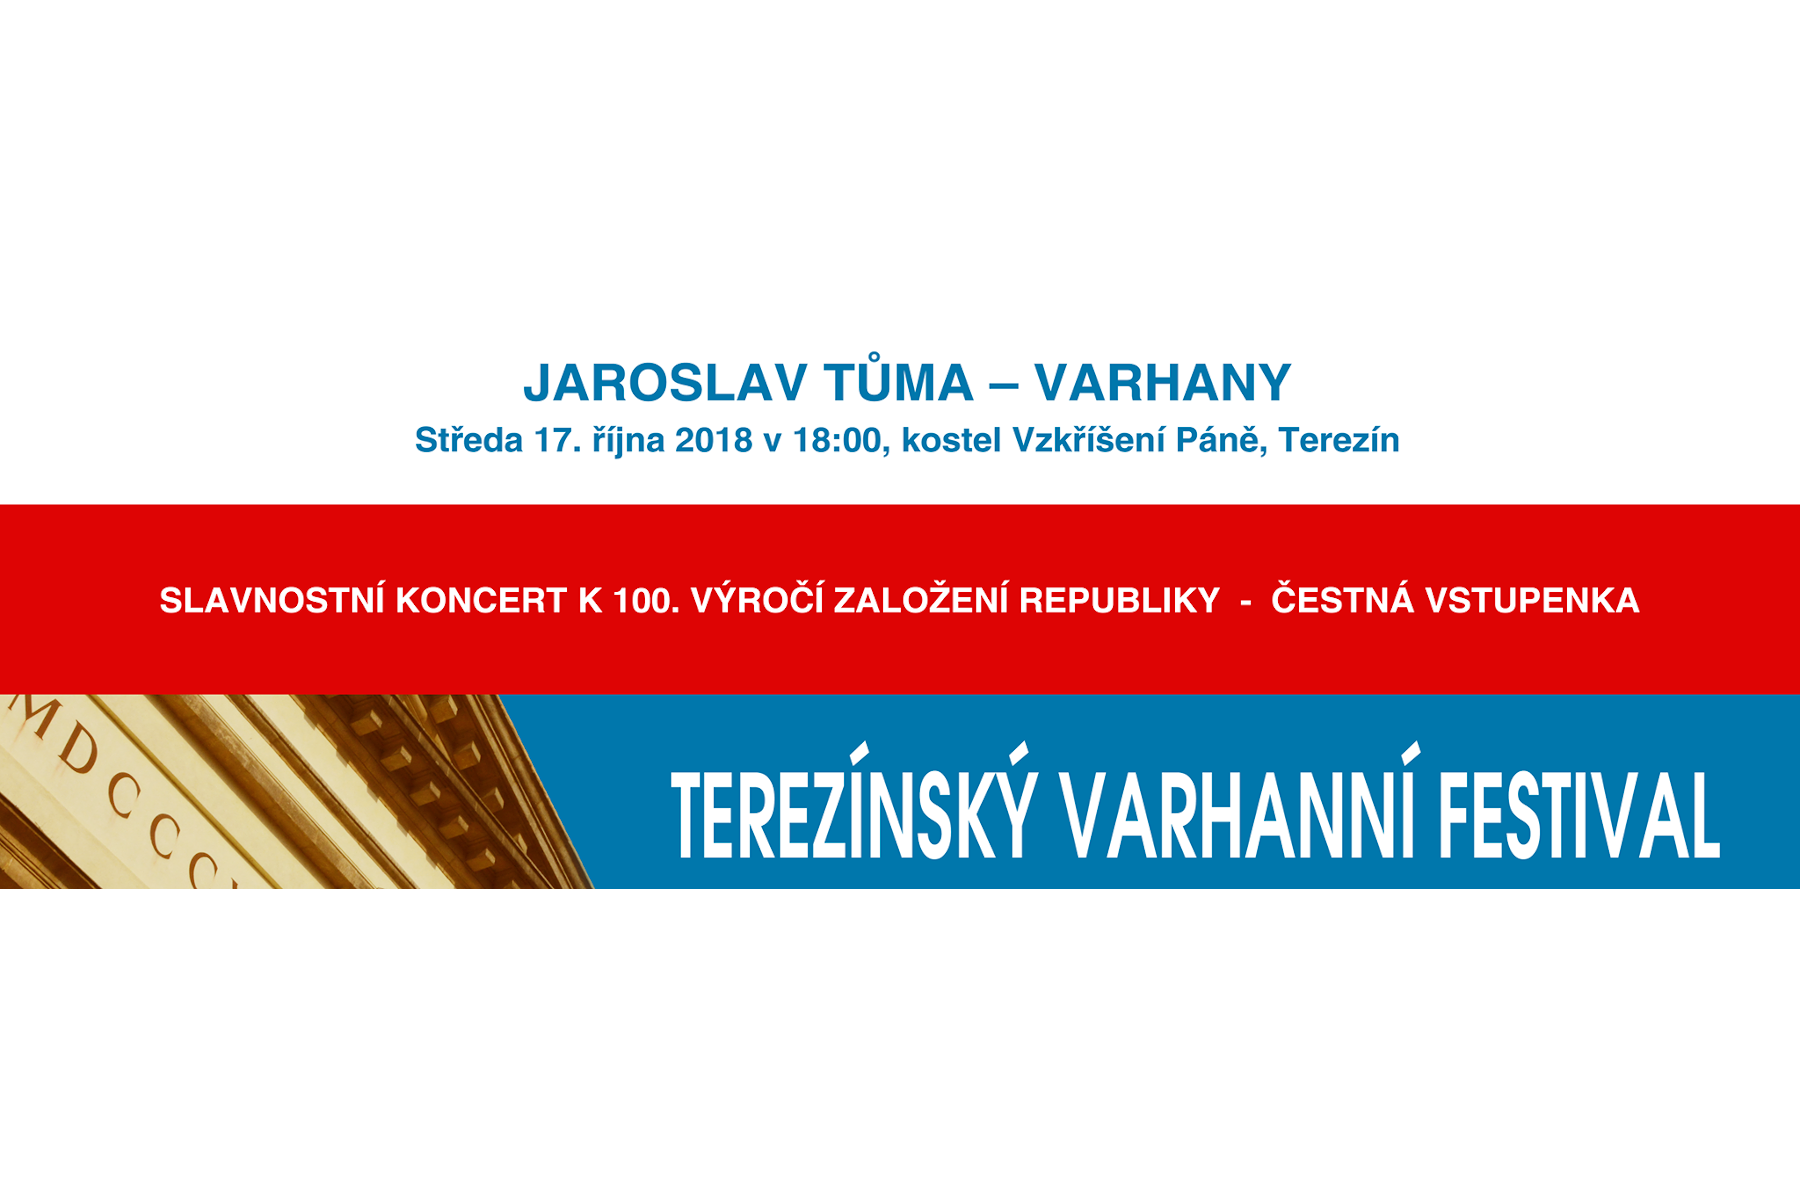 JAROSLAV TŮMA – VARHANY
Středa 17. října 2018 v 18:00, kostel Vzkříšení Páně, Terezín
SLAVNOSTNÍ KONCERT K 100. VÝROČÍ ZALOŽENÍ REPUBLIKY - ČESTNÁ VSTUPENKA
MDCCC
TEREZÍNSKÝ VARHANNÍ FESTIVAL